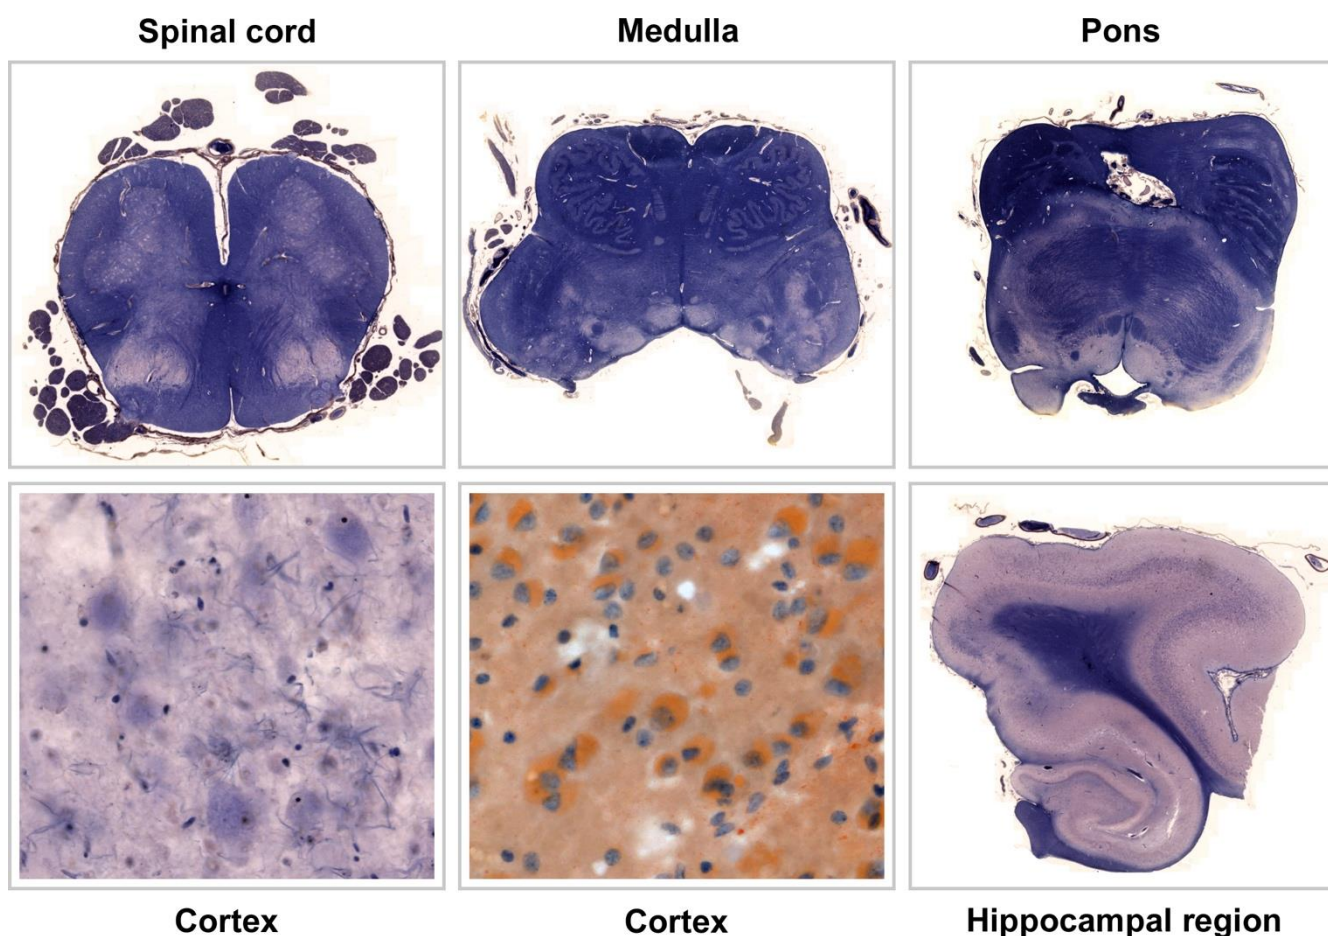 Spinal cord
Medulla
Pons
Cortex
Cortex
Hippocampal region